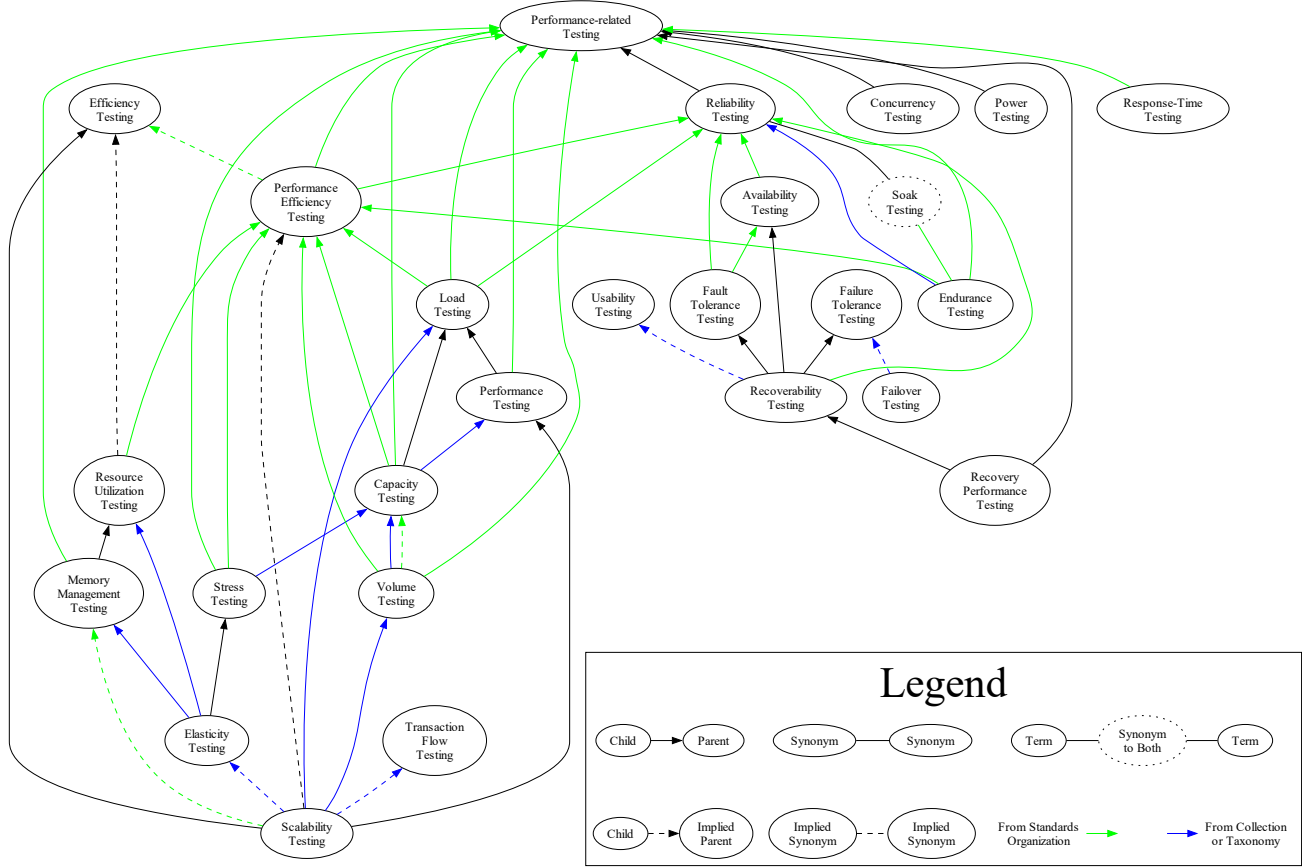 Performance-related
Testing
Efficiency
Testing
Reliability
Testing
Concurrency
Testing
Power
Testing
Response-Time
Testing
Performance
Efficiency
Testing
Availability
Testing
Soak
Testing
Load
Testing
Usability
Testing
Fault
Tolerance
Testing
Failure
Tolerance
Testing
Endurance
Testing
Performance
Testing
Recoverability
Testing
Failover
Testing
Resource
Utilization
Testing
Capacity
Testing
Recovery
Performance
Testing
Memory
Management
Testing
Stress
Testing
Volume
Testing
Elasticity
Testing
Transaction
Flow
Testing
Scalability
Testing
Legend
Child
Parent
Synonym
Synonym
Term
Synonym
to Both
Term
Child
Implied
Parent
Implied
Synonym
Implied
Synonym
From Standards
Organization
From Collection
or Taxonomy